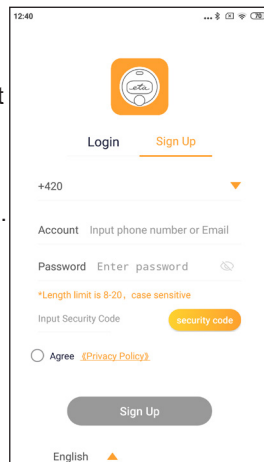 12:40
... 70
eta
Login Sign Up
t
+420
.
Account Input phone number or Email
Password Enter password
*Length limit is 8-20, case sensitive
Input Security Code security code
Agree 《Privacy Policy》
Sign Up
English